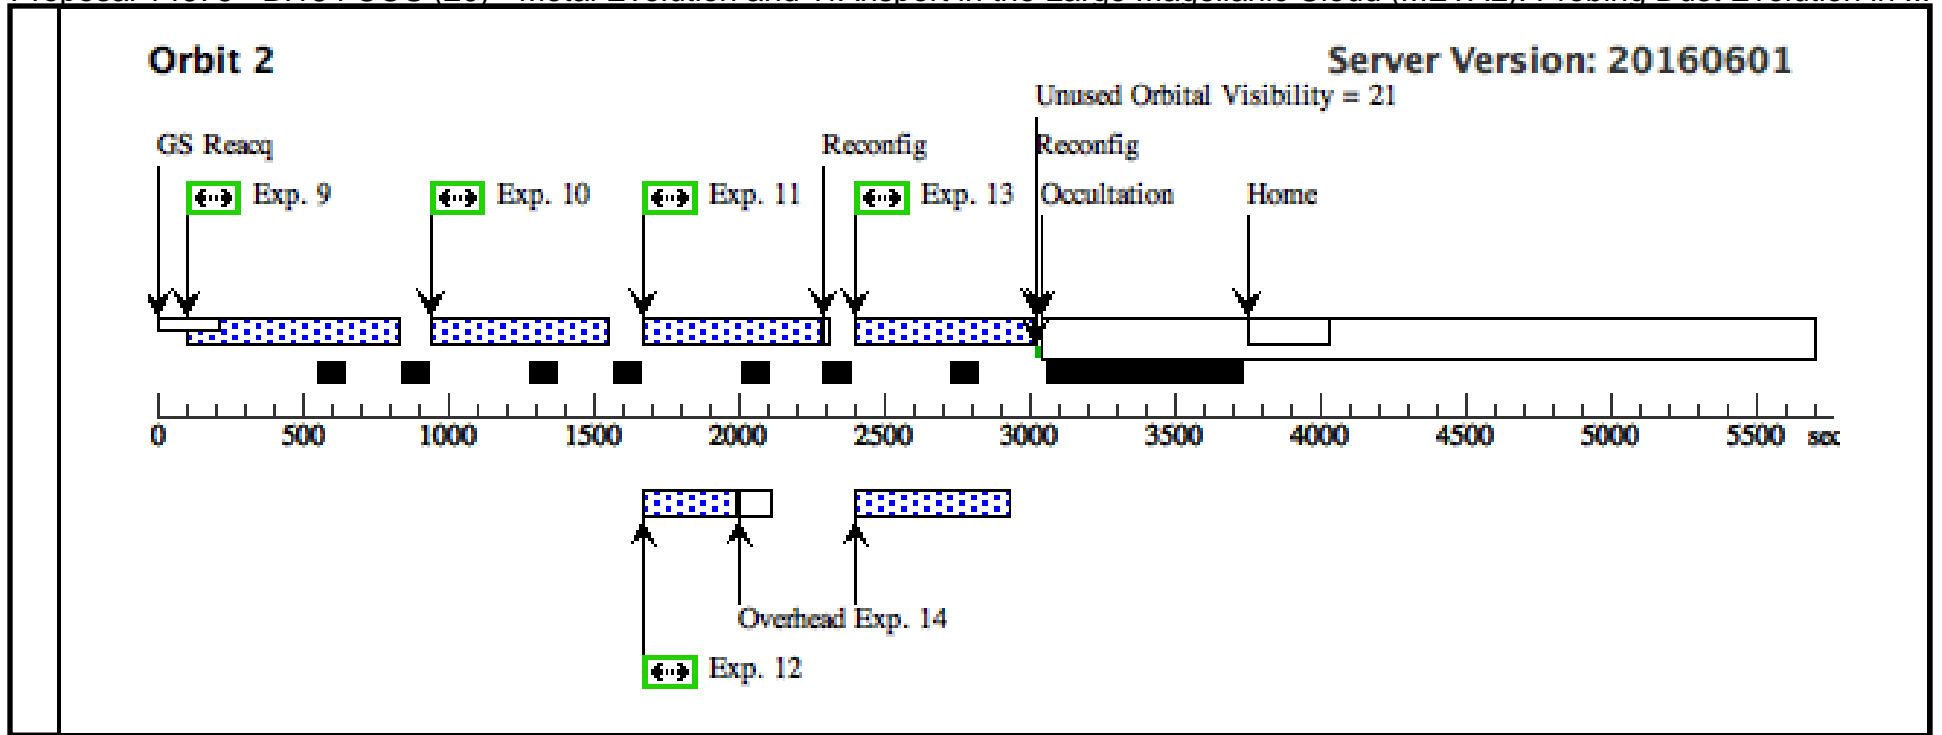 Orbit 2
Server Version: 20160601
Unused Orbital Visibility = 21
GS Reacq
Reconfig
Reconfig
Exp. 9
Exp. 10
Exp. 11
Exp. 13
Occultation
Home
0 500 1000 1500 2000 2500 3000 3500 4000 4500 5000 5500 sec
Overhead Exp. 14
Exp. 12